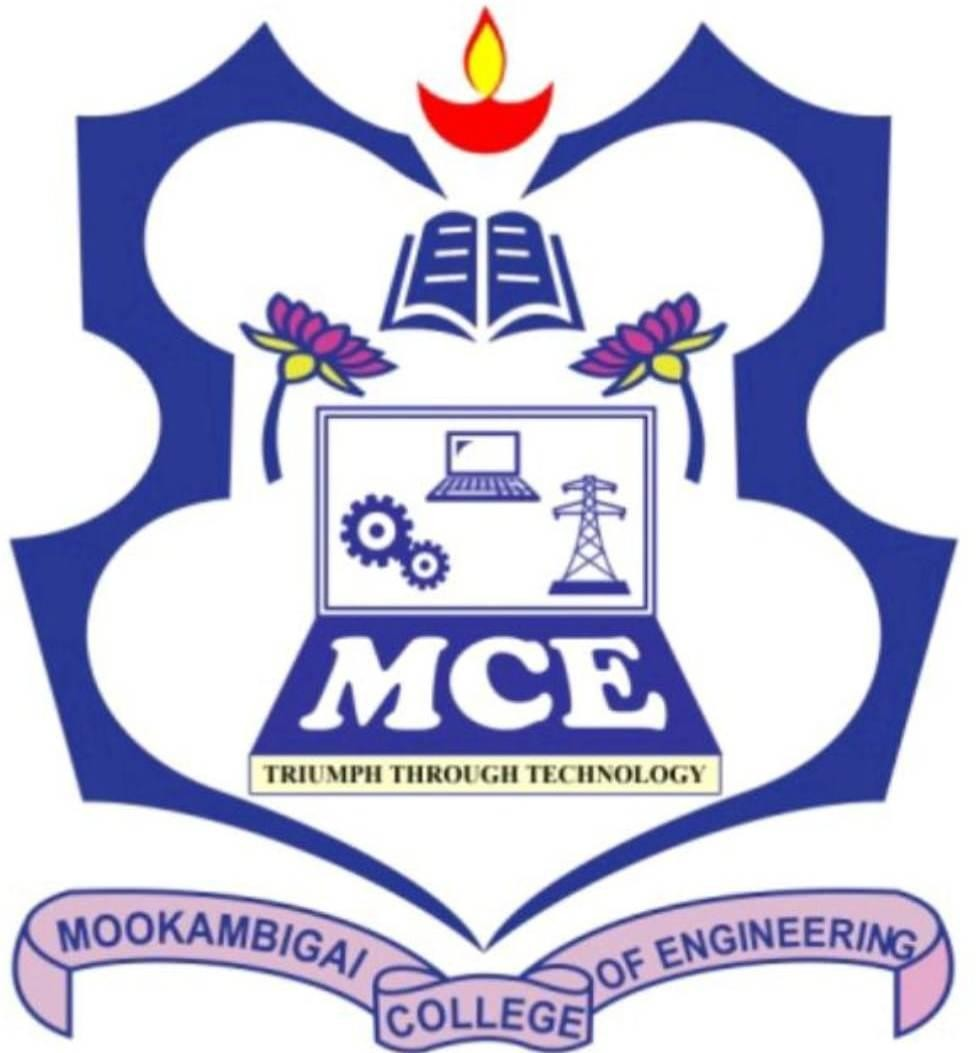 MCE
TRIUMPH THROUGH TECHNOLOGY
MOOKAMBIGAI
COLLEGE
OF ENGINEERING